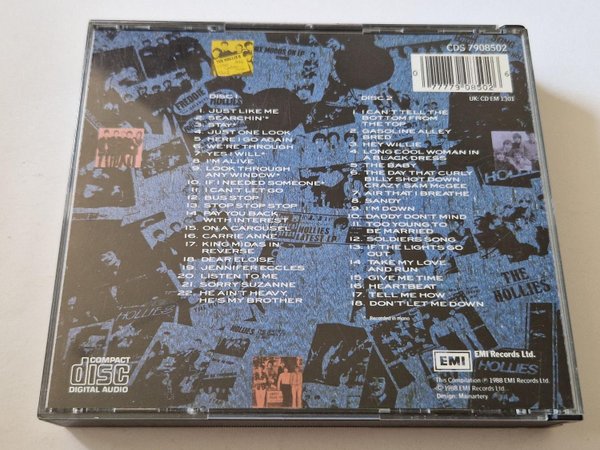 CDS 7908502
0 77779 08502 6
UK: CD EM 1301
THE HOLLIES
DISC 1
1. JUST LIKE ME
2. SEARCHIN'*
3. STAY*
4. JUST ONE LOOK
5. HERE I GO AGAIN
6. WE'RE THROUGH
7. YES I WILL*
8. I'M ALIVE
9. LOOK THROUGH
ANY WINDOW*
10. IF I NEEDED SOMEONE*
11. I CAN'T LET GO
12. BUS STOP
13. STOP STOP STOP
14. PAY YOU BACK
WITH INTEREST
15. ON A CAROUSEL
16. CARRIE ANNE
17. KING MIDAS IN
REVERSE
18. DEAR ELOISE
19. JENNIFER ECCLES
20. LISTEN TO ME
21. SORRY SUZANNE
22. HE AIN'T HEAVY,
HE'S MY BROTHER
DISC 2
1. I CAN'T TELL THE
BOTTOM FROM
THE TOP
2. GASOLINE ALLEY
BRED
3. HEY WILLIE
4. LONG COOL WOMAN IN
A BLACK DRESS
5. THE BABY
6. THE DAY THAT CURLY
BILLY SHOT DOWN
CRAZY SAM McGEE
7. AIR THAT I BREATHE
8. SANDY
9. I'M DOWN
10. DADDY DON'T MIND
11. TOO YOUNG TO
BE MARRIED
12. SOLDIERS SONG
13. IF THE LIGHTS GO
OUT
14. TAKE MY LOVE
AND RUN
15. GIVE ME TIME
16. HEARTBEAT
17. TELL ME HOW
18. DON'T LET ME DOWN
*Recorded in mono
THE
HOLLIES
COMPACT
disc
DIGITAL AUDIO
EMI
EMI Records Ltd.
HOLLIES
This Compilation ℗ 1988 EMI Records Ltd.
© 1988 EMI Records Ltd.
Design: Mainartery